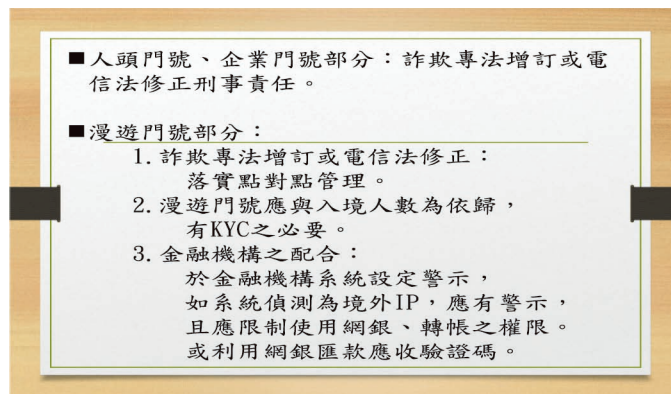 ■人頭門號、企業門號部分：詐欺專法增訂或電
信法修正刑事責任。
■漫遊門號部分：
1.詐欺專法增訂或電信法修正：
落實點對點管理。
2.漫遊門號應與入境人數為依歸，
有KYC之必要。
3.金融機構之配合：
於金融機構系統設定警示，
如系統偵測為境外IP，應有警示，
且應限制使用網銀、轉帳之權限。
或利用網銀匯款應收驗證碼。